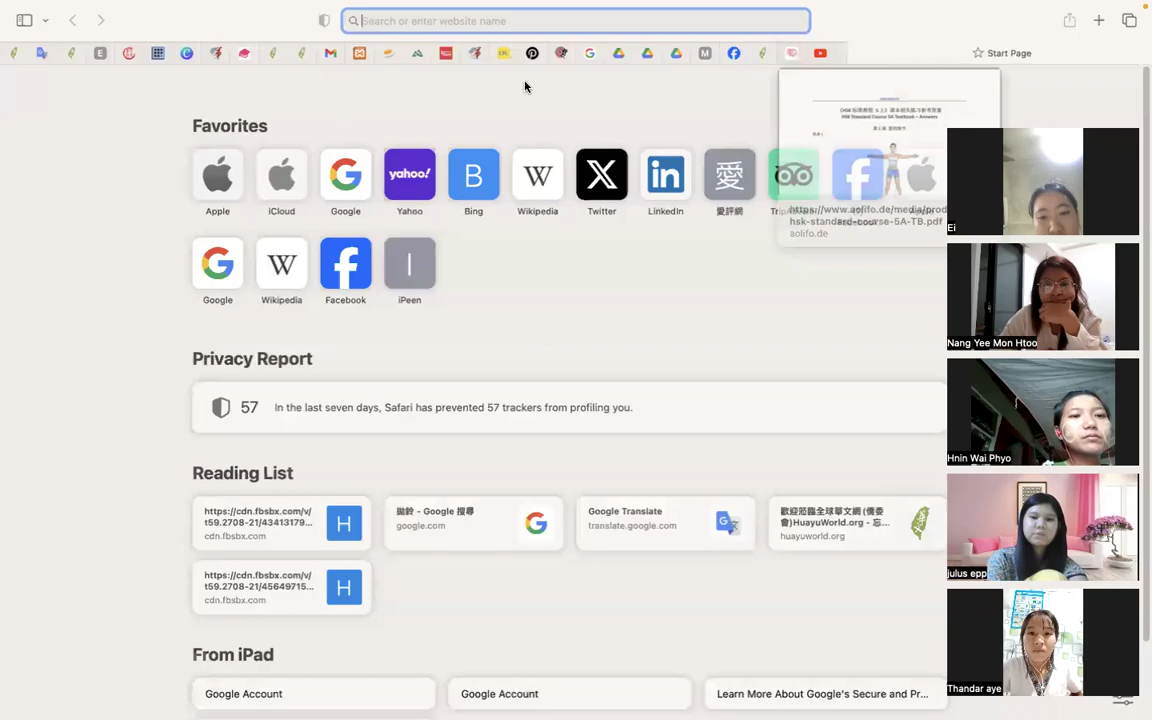 Search or enter website name
Start Page
Favorites
Apple
iCloud
Google
Yahoo
Bing
Wikipedia
Twitter
LinkedIn
愛評網
HSK Standard Course 5A Textbook – Answers
https://www.aolifo.de/media/prod
hsk-standard-course-5A-TB.pdf
aolifo.de
Google
Wikipedia
Facebook
iPeen
Privacy Report
57
In the last seven days, Safari has prevented 57 trackers from profiling you.
Reading List
https://cdn.fbsbx.com/v/
t59.2708-21/43413179...
cdn.fbsbx.com
拋鈴 - Google 搜尋
google.com
Google Translate
translate.google.com
歡迎蒞臨全球華文網 (僑委
會)HuayuWorld.org - 忘...
huayuworld.org
https://cdn.fbsbx.com/v/
t59.2708-21/45649715...
cdn.fbsbx.com
From iPad
Google Account
Google Account
Learn More About Google's Secure and Pr...
Ei
Nang Yee Mon Htoo
Hnin Wai Phyo
julus epp
Thandar aye